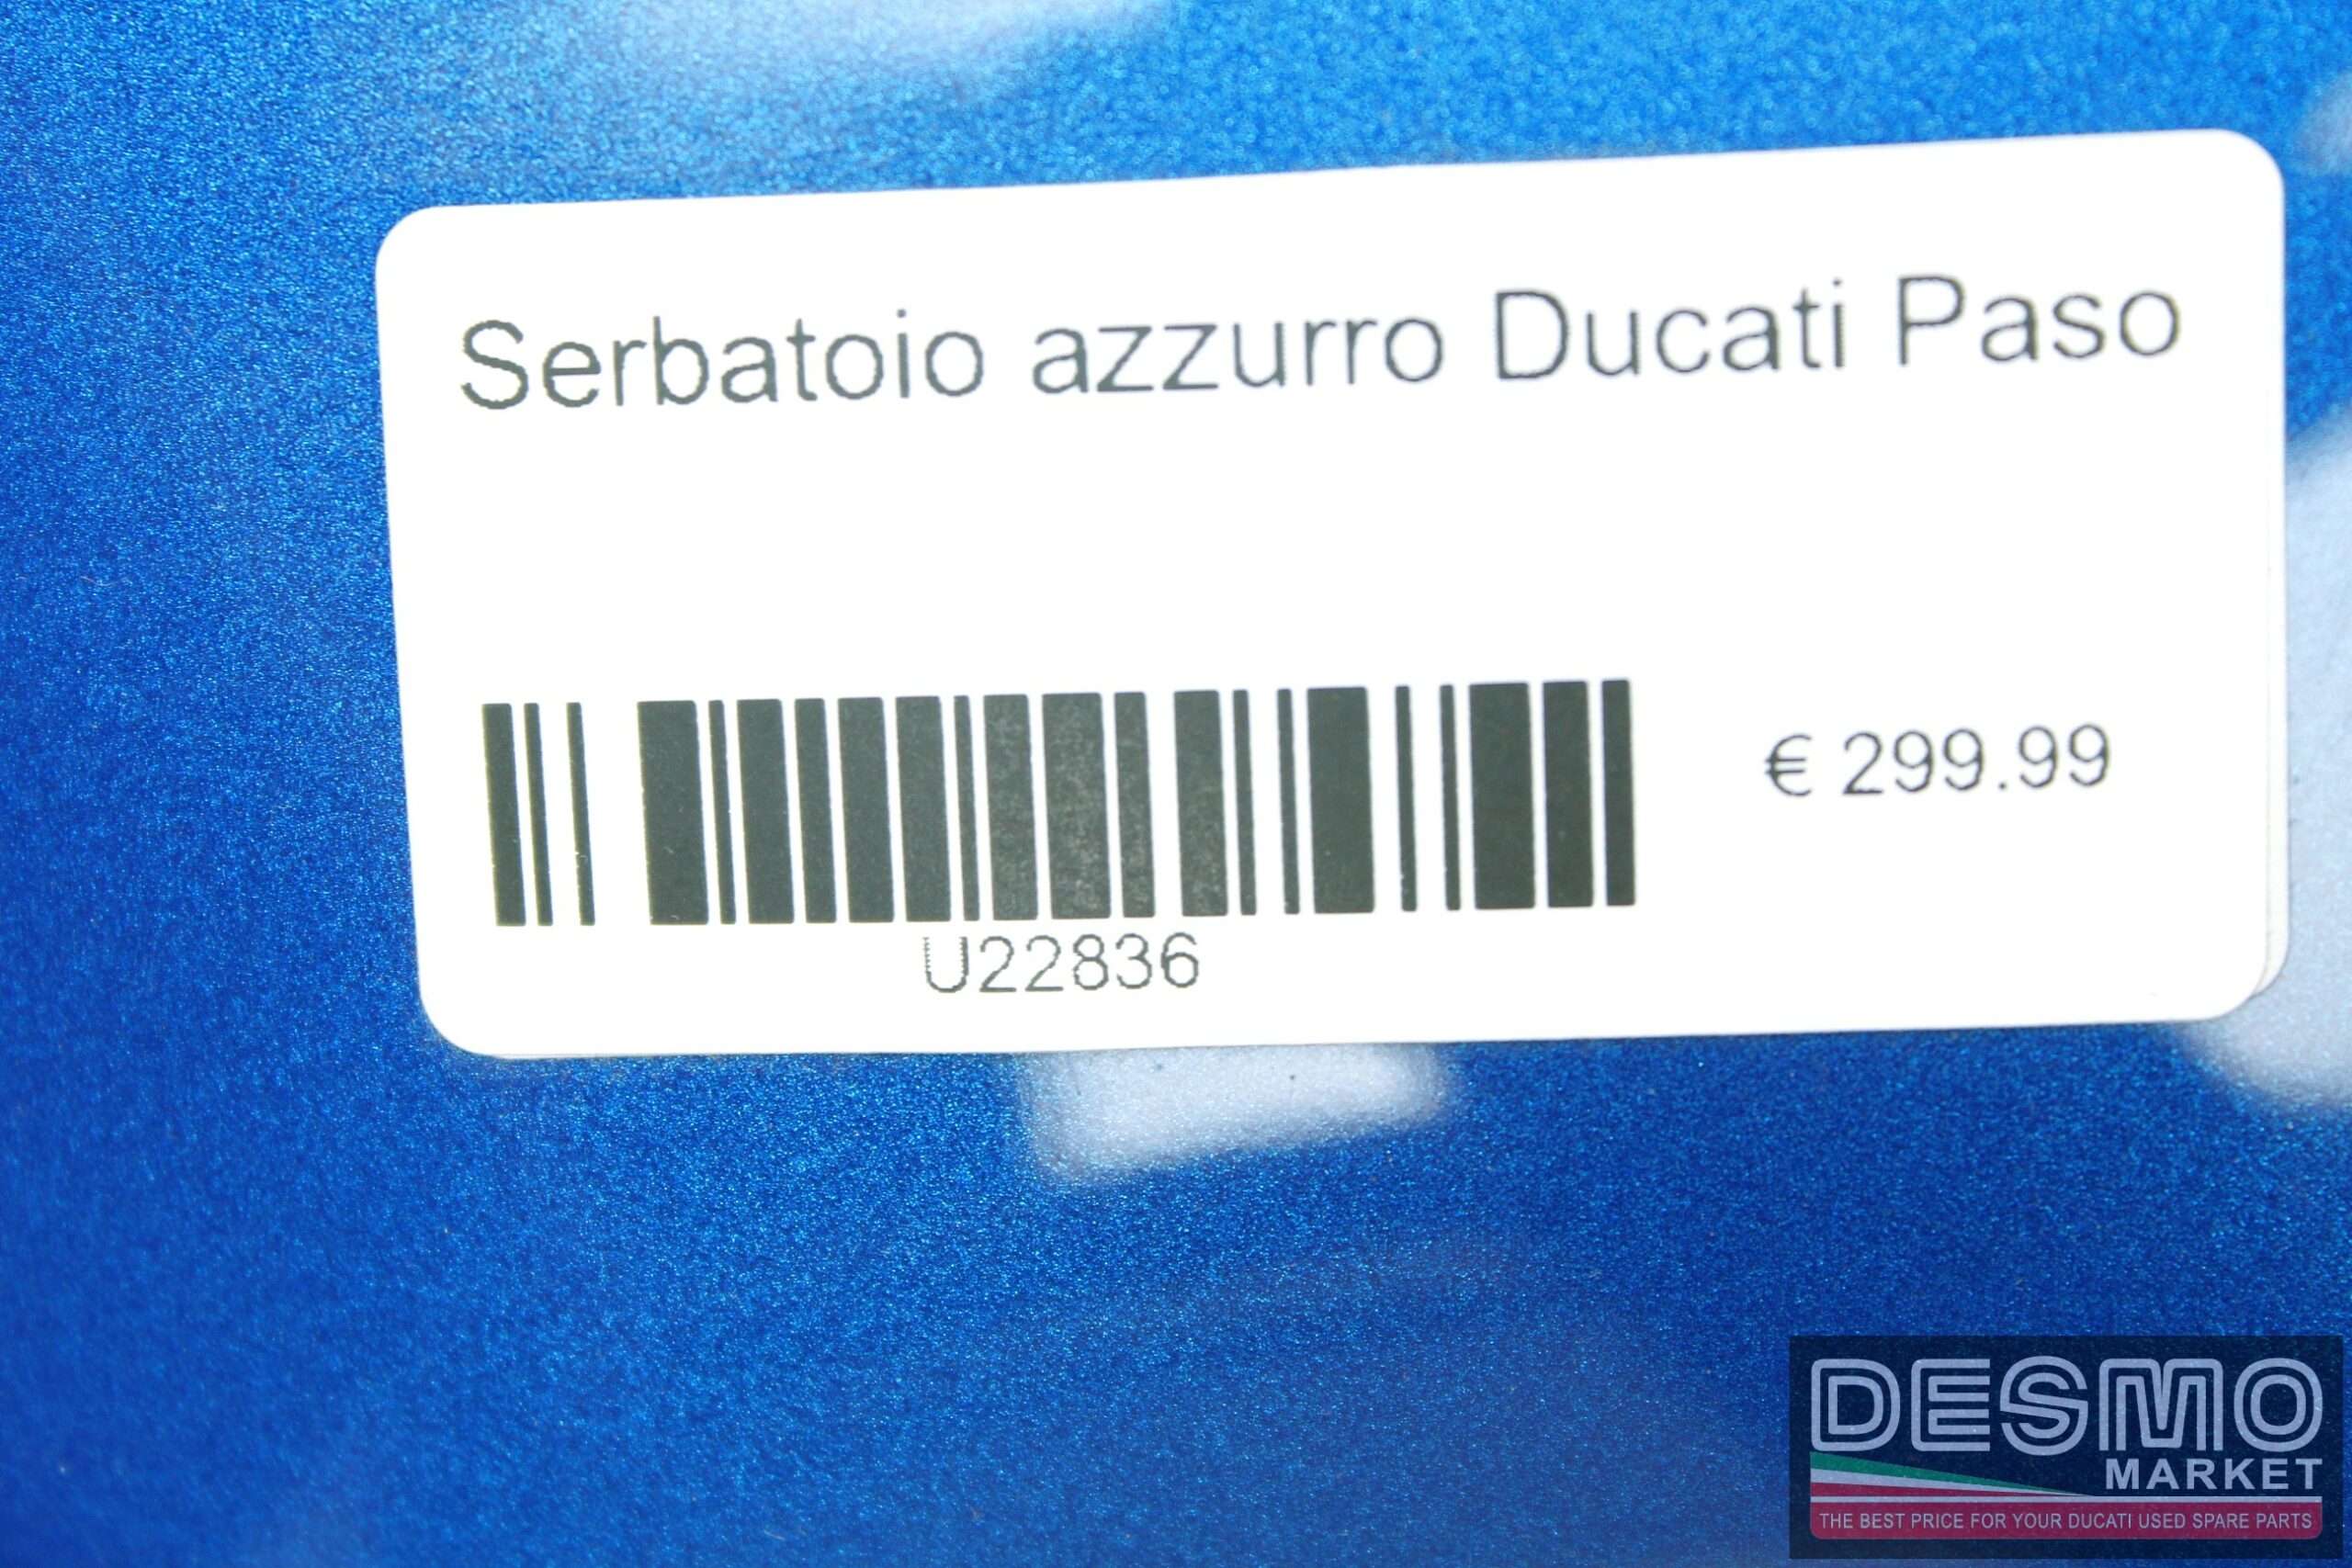 Serbatoio azzurro Ducati Paso
€ 299.99
U22836
DESMO
MARKET
THE BEST PRICE FOR YOUR DUCATI USED SPARE PARTS